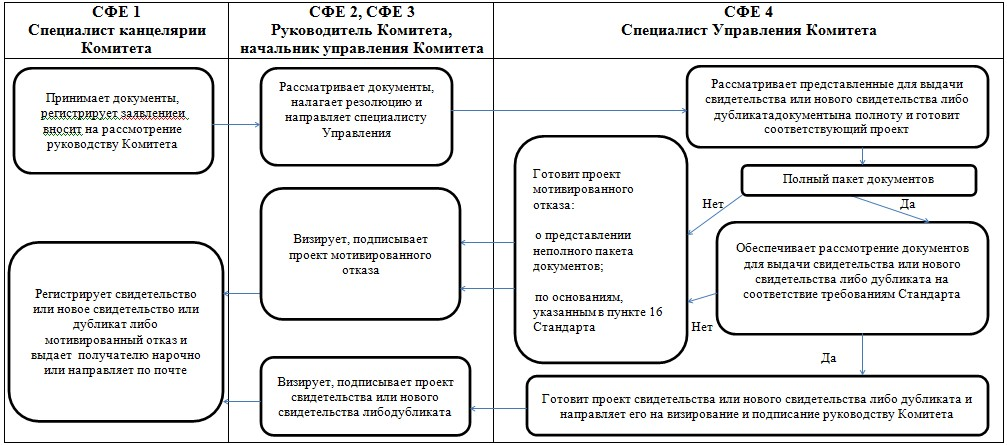 СФЕ 1
Специалист канцелярии
Комитета
СФЕ 2, СФЕ 3
Руководитель Комитета,
начальник управления Комитета
СФЕ 4
Специалист Управления Комитета
Принимает документы,
регистрирует заявлениеи
вносит на рассмотрение
руководству Комитета
Рассматривает документы,
налагает резолюцию и
направляет специалисту
Управления
Рассматривает представленные для выдачи
свидетельства или нового свидетельства либо
дубликатадокументына полноту и готовит
соответствующий проект
Полный пакет документов
Нет
Да
Готовит проект
мотивированного
отказа:
о представлении
неполного пакета
документов;
по основаниям,
указанным в пункте 16
Стандарта
Обеспечивает рассмотрение документов
для выдачи свидетельства или нового
свидетельства либо дубликата на
соответствие требованиям Стандарта
Нет
Да
Визирует, подписывает
проект мотивированного
отказа
Регистрирует свидетельство
или новое свидетельство или
дубликат либо
мотивированный отказ и
выдает получателю нарочно
или направляет по почте
Визирует, подписывает проект
свидетельства или нового
свидетельства либодубликата
Готовит проект свидетельства или нового свидетельства либо дубликата и
направляет его на визирование и подписание руководству Комитета